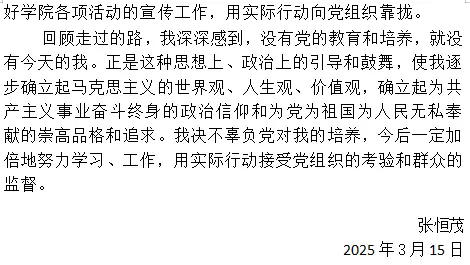 好学院各项活动的宣传工作，用实际行动向党组织靠拢。
回顾走过的路，我深深感到，没有党的教育和培养，就没
有今天的我。正是这种思想上、政治上的引导和鼓舞，使我逐
步确立起马克思主义的世界观、人生观、价值观，确立起为共
产主义事业奋斗终身的政治信仰和为党为祖国为人民无私奉
献的崇高品格和追求。我决不辜负党对我的培养，今后一定加
倍地努力学习、工作，用实际行动接受党组织的考验和群众的
监督。
张恒茂
2025 年 3 月 15 日